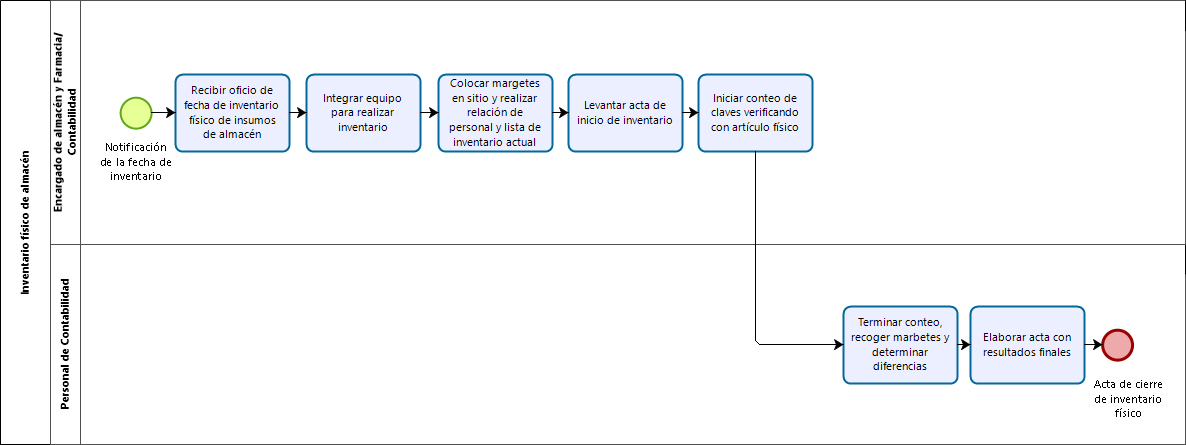 Inventario físico de almacén
Encargado de almacén y Farmacia/
Contabilidad
Notificación
de la fecha de
inventario
Recibir oficio de
fecha de inventario
físico de insumos
de almacén
Integrar equipo
para realizar
inventario
Colocar margetes
en sitio y realizar
relación de
personal y lista de
inventario actual
Levantar acta de
inicio de inventario
Iniciar conteo de
claves verificando
con artículo físico
Personal de Contabilidad
Terminar conteo,
recoger marbetes y
determinar
diferencias
Elaborar acta con
resultados finales
Acta de cierre
de inventario
físico